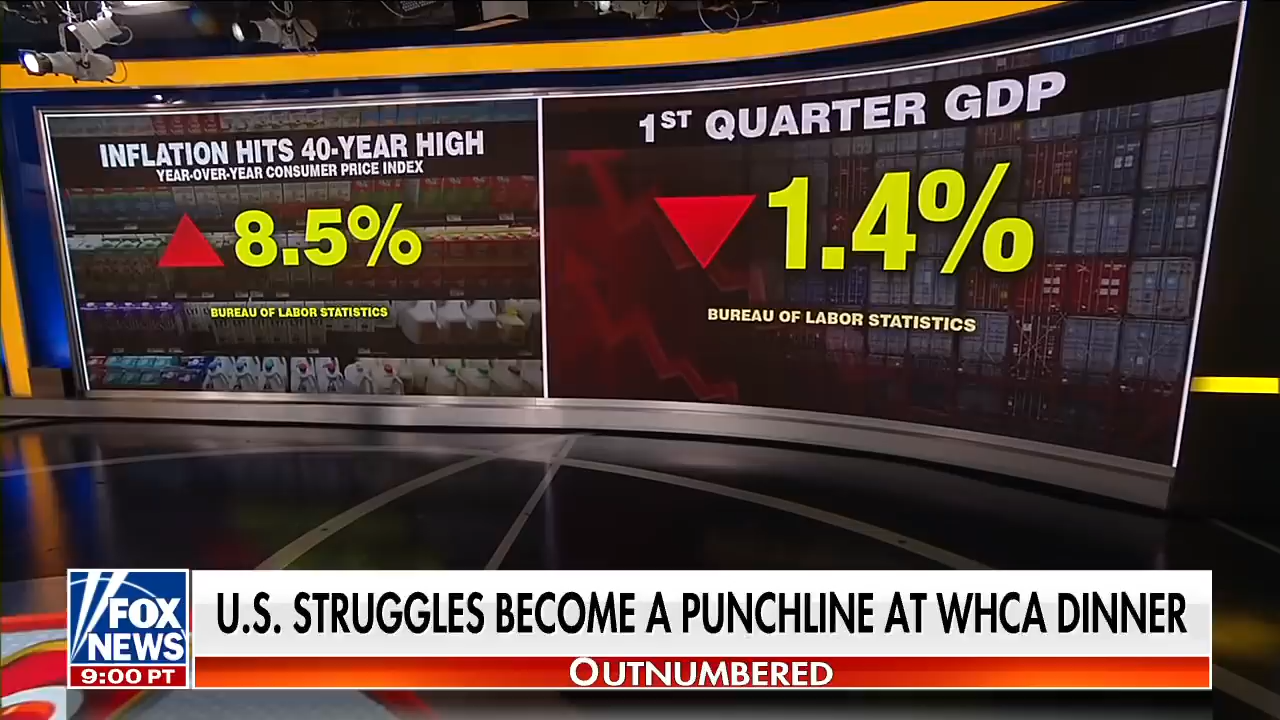 INFLATION HITS 40-YEAR HIGH
YEAR-OVER-YEAR CONSUMER PRICE INDEX
8.5%
BUREAU OF LABOR STATISTICS
1ST QUARTER GDP
1.4%
BUREAU OF LABOR STATISTICS
FOX
NEWS
9:00 PT
U.S. STRUGGLES BECOME A PUNCHLINE AT WHCA DINNER
OUTNUMBERED